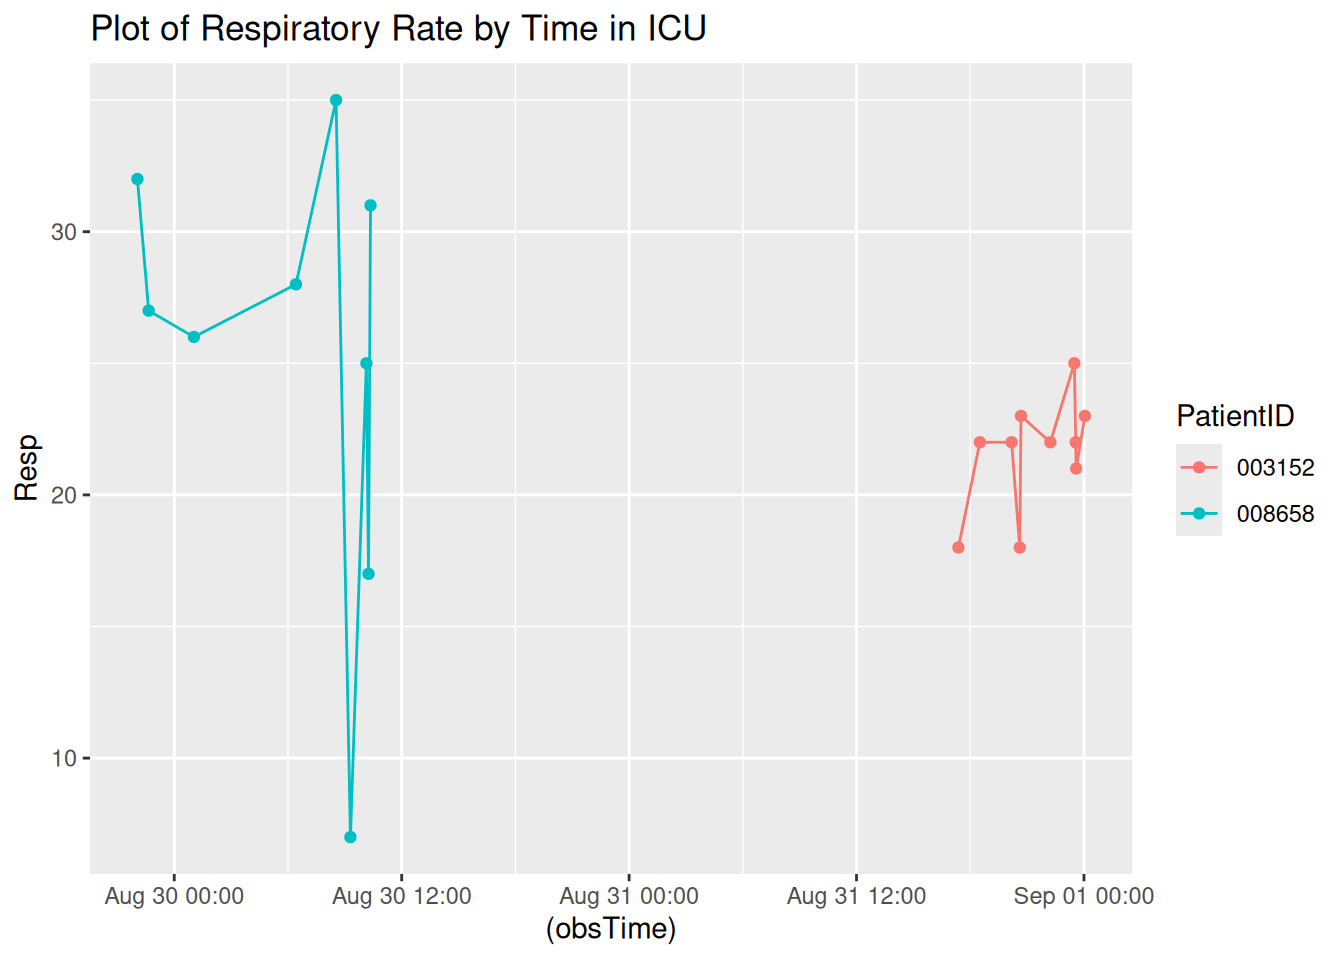 Plot of Respiratory Rate by Time in ICU
30
20
10
Resp
Aug 30 00:00 Aug 30 12:00 Aug 31 00:00 Aug 31 12:00 Sep 01 00:00
(obsTime)
PatientID
003152
008658